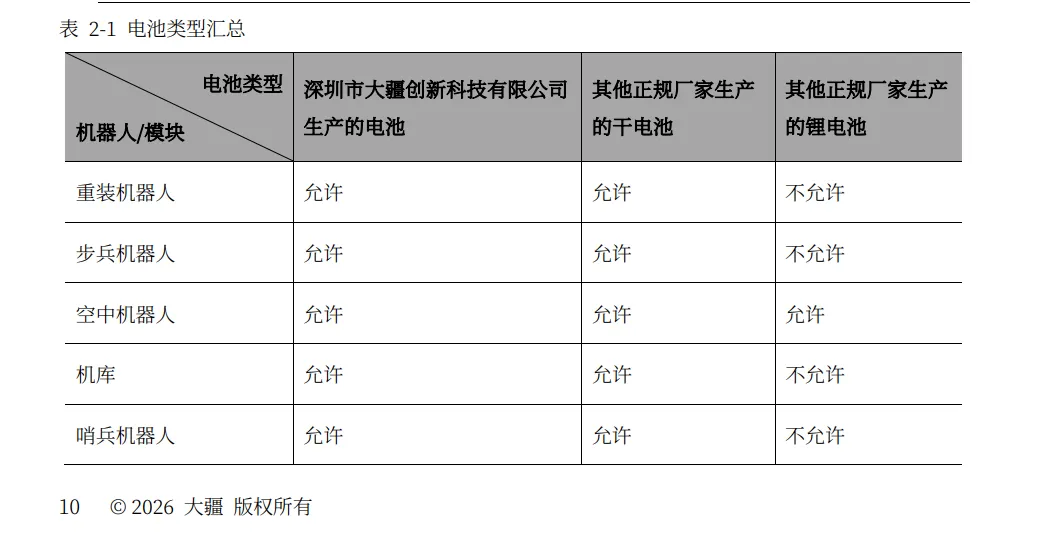 表 2-1 电池类型汇总
电池类型
机器人/模块
深圳市大疆创新科技有限公司
生产的电池
其他正规厂家生产
的干电池
其他正规厂家生产
的锂电池
重装机器人 允许 允许 不允许
步兵机器人 允许 允许 不允许
空中机器人 允许 允许 允许
机库 允许 允许 不允许
哨兵机器人 允许 允许 不允许
10 © 2026 大疆 版权所有